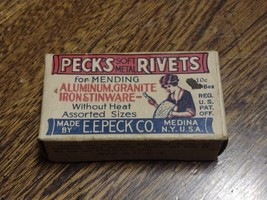 PECK'S SOFT METAL RIVETS
for MENDING
ALUMINUM, GRANITE
IRON & TINWARE
Without Heat
Assorted Sizes
10c
Box
REG.
U.S.
PAT.
OFF.
MADE BY E.E. PECK CO. MEDINA N.Y. U.S.A.